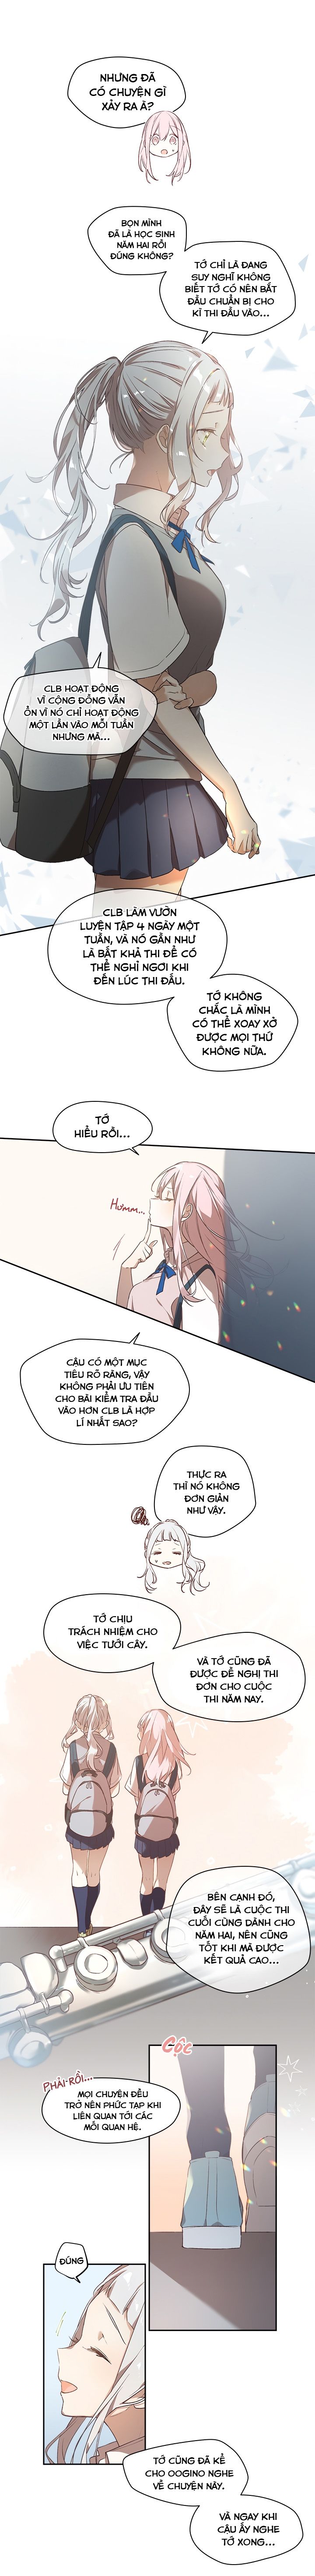 NHƯNG ĐÃ
CÓ CHUYỆN GÌ
XẢY RA À?
BỌN MÌNH
ĐÃ LÀ HỌC SINH
NĂM HAI RỒI
ĐÚNG KHÔNG?
TỚ CHỈ LÀ ĐANG
SUY NGHĨ KHÔNG
BIẾT TỚ CÓ NÊN BẮT
ĐẦU CHUẨN BỊ CHO
KÌ THI ĐẦU VÀO...
CLB HOẠT ĐỘNG
VÌ CỘNG ĐỒNG VẪN
ỔN VÌ NÓ CHỈ HOẠT ĐỘNG
MỘT LẦN VÀO MỖI TUẦN
NHƯNG MÀ...
CLB LÀM VƯỜN
LUYỆN TẬP 4 NGÀY MỘT
TUẦN, VÀ NÓ GẦN NHƯ
LÀ BẤT KHẢ THI ĐỂ CÓ
THỂ NGHỈ NGƠI KHI
ĐẾN LÚC THI ĐẤU.
TỚ KHÔNG
CHẮC LÀ MÌNH
CÓ THỂ XOAY XỞ
ĐƯỢC MỌI THỨ
KHÔNG NỮA.
TỚ
HIỂU RỒI...
Hưmm...
CẬU CÓ MỘT MỤC
TIÊU RÕ RÀNG, VẬY
KHÔNG PHẢI ƯU TIÊN
CHO BÀI KIỂM TRA ĐẦU
VÀO HƠN CLB LÀ HỢP
LÍ NHẤT SAO?
THỰC RA
THÌ NÓ KHÔNG
ĐƠN GIẢN
NHƯ VẬY.
TỚ CHỊU
TRÁCH NHIỆM CHO
VIỆC TƯỚI CÂY.
VÀ TỚ CŨNG ĐÃ
ĐƯỢC ĐỀ NGHỊ THI
ĐƠN CHO CUỘC
THI NĂM NAY.
BÊN CẠNH ĐÓ,
ĐÂY SẼ LÀ CUỘC THI
CUỐI CÙNG DÀNH CHO
NĂM HAI, NÊN CŨNG
TỐT KHI MÀ ĐƯỢC
KẾT QUẢ CAO...
CỘC
PHẢI RỒI...
MỌI CHUYỆN ĐỀU
TRỞ NÊN PHỨC TẠP KHI
LIÊN QUAN TỚI CÁC
MỐI QUAN HỆ.
ĐÚNG
TỚ CŨNG ĐÃ KỂ
CHO OOGINO NGHE
VỀ CHUYỆN NÀY.
VÀ NGAY KHI
CẬU ẤY NGHE
TỚ XONG...